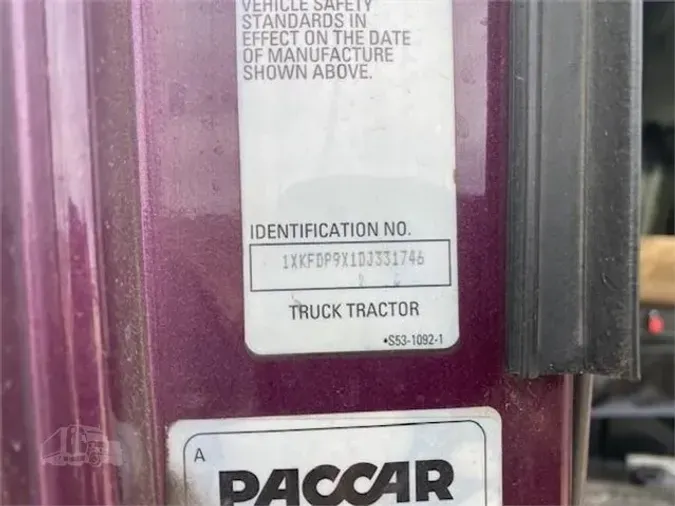 VEHICLE SAFETY
STANDARDS IN
EFFECT ON THE DATE
OF MANUFACTURE
SHOWN ABOVE.
IDENTIFICATION NO.
1XKFDP9X1DJ331746
TRUCK TRACTOR
•S53-1092-1
A
PACCAR